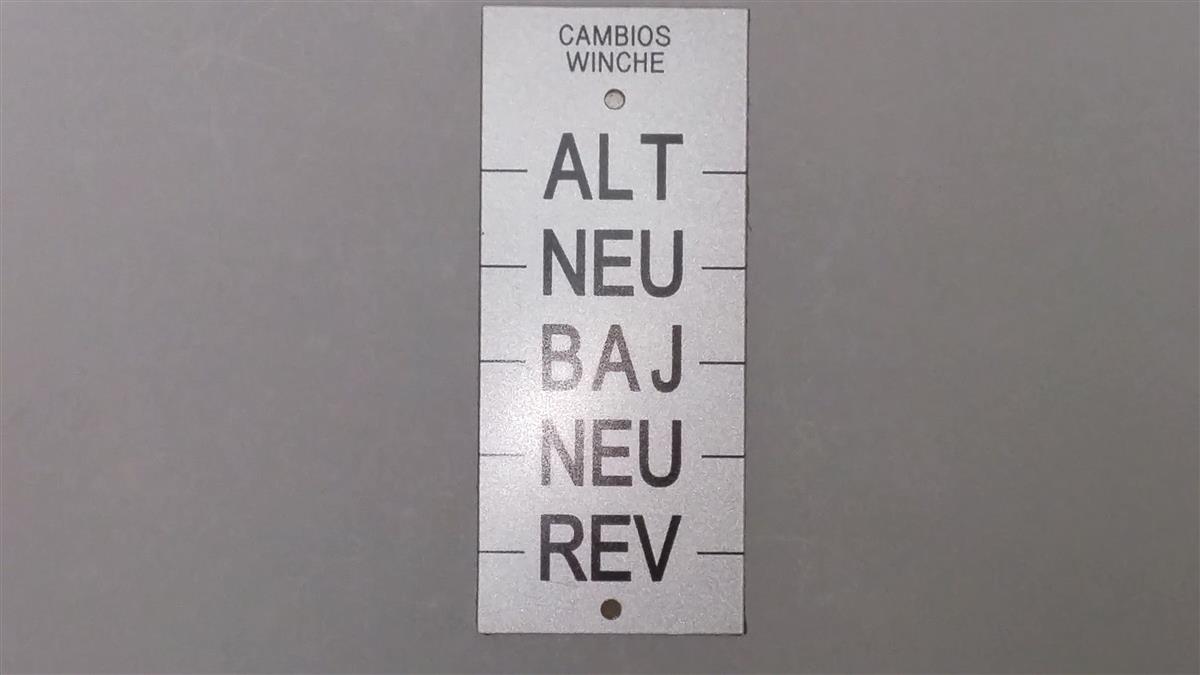 CAMBIOS
WINCHE
ALT
NEU
BAJ
NEU
REV